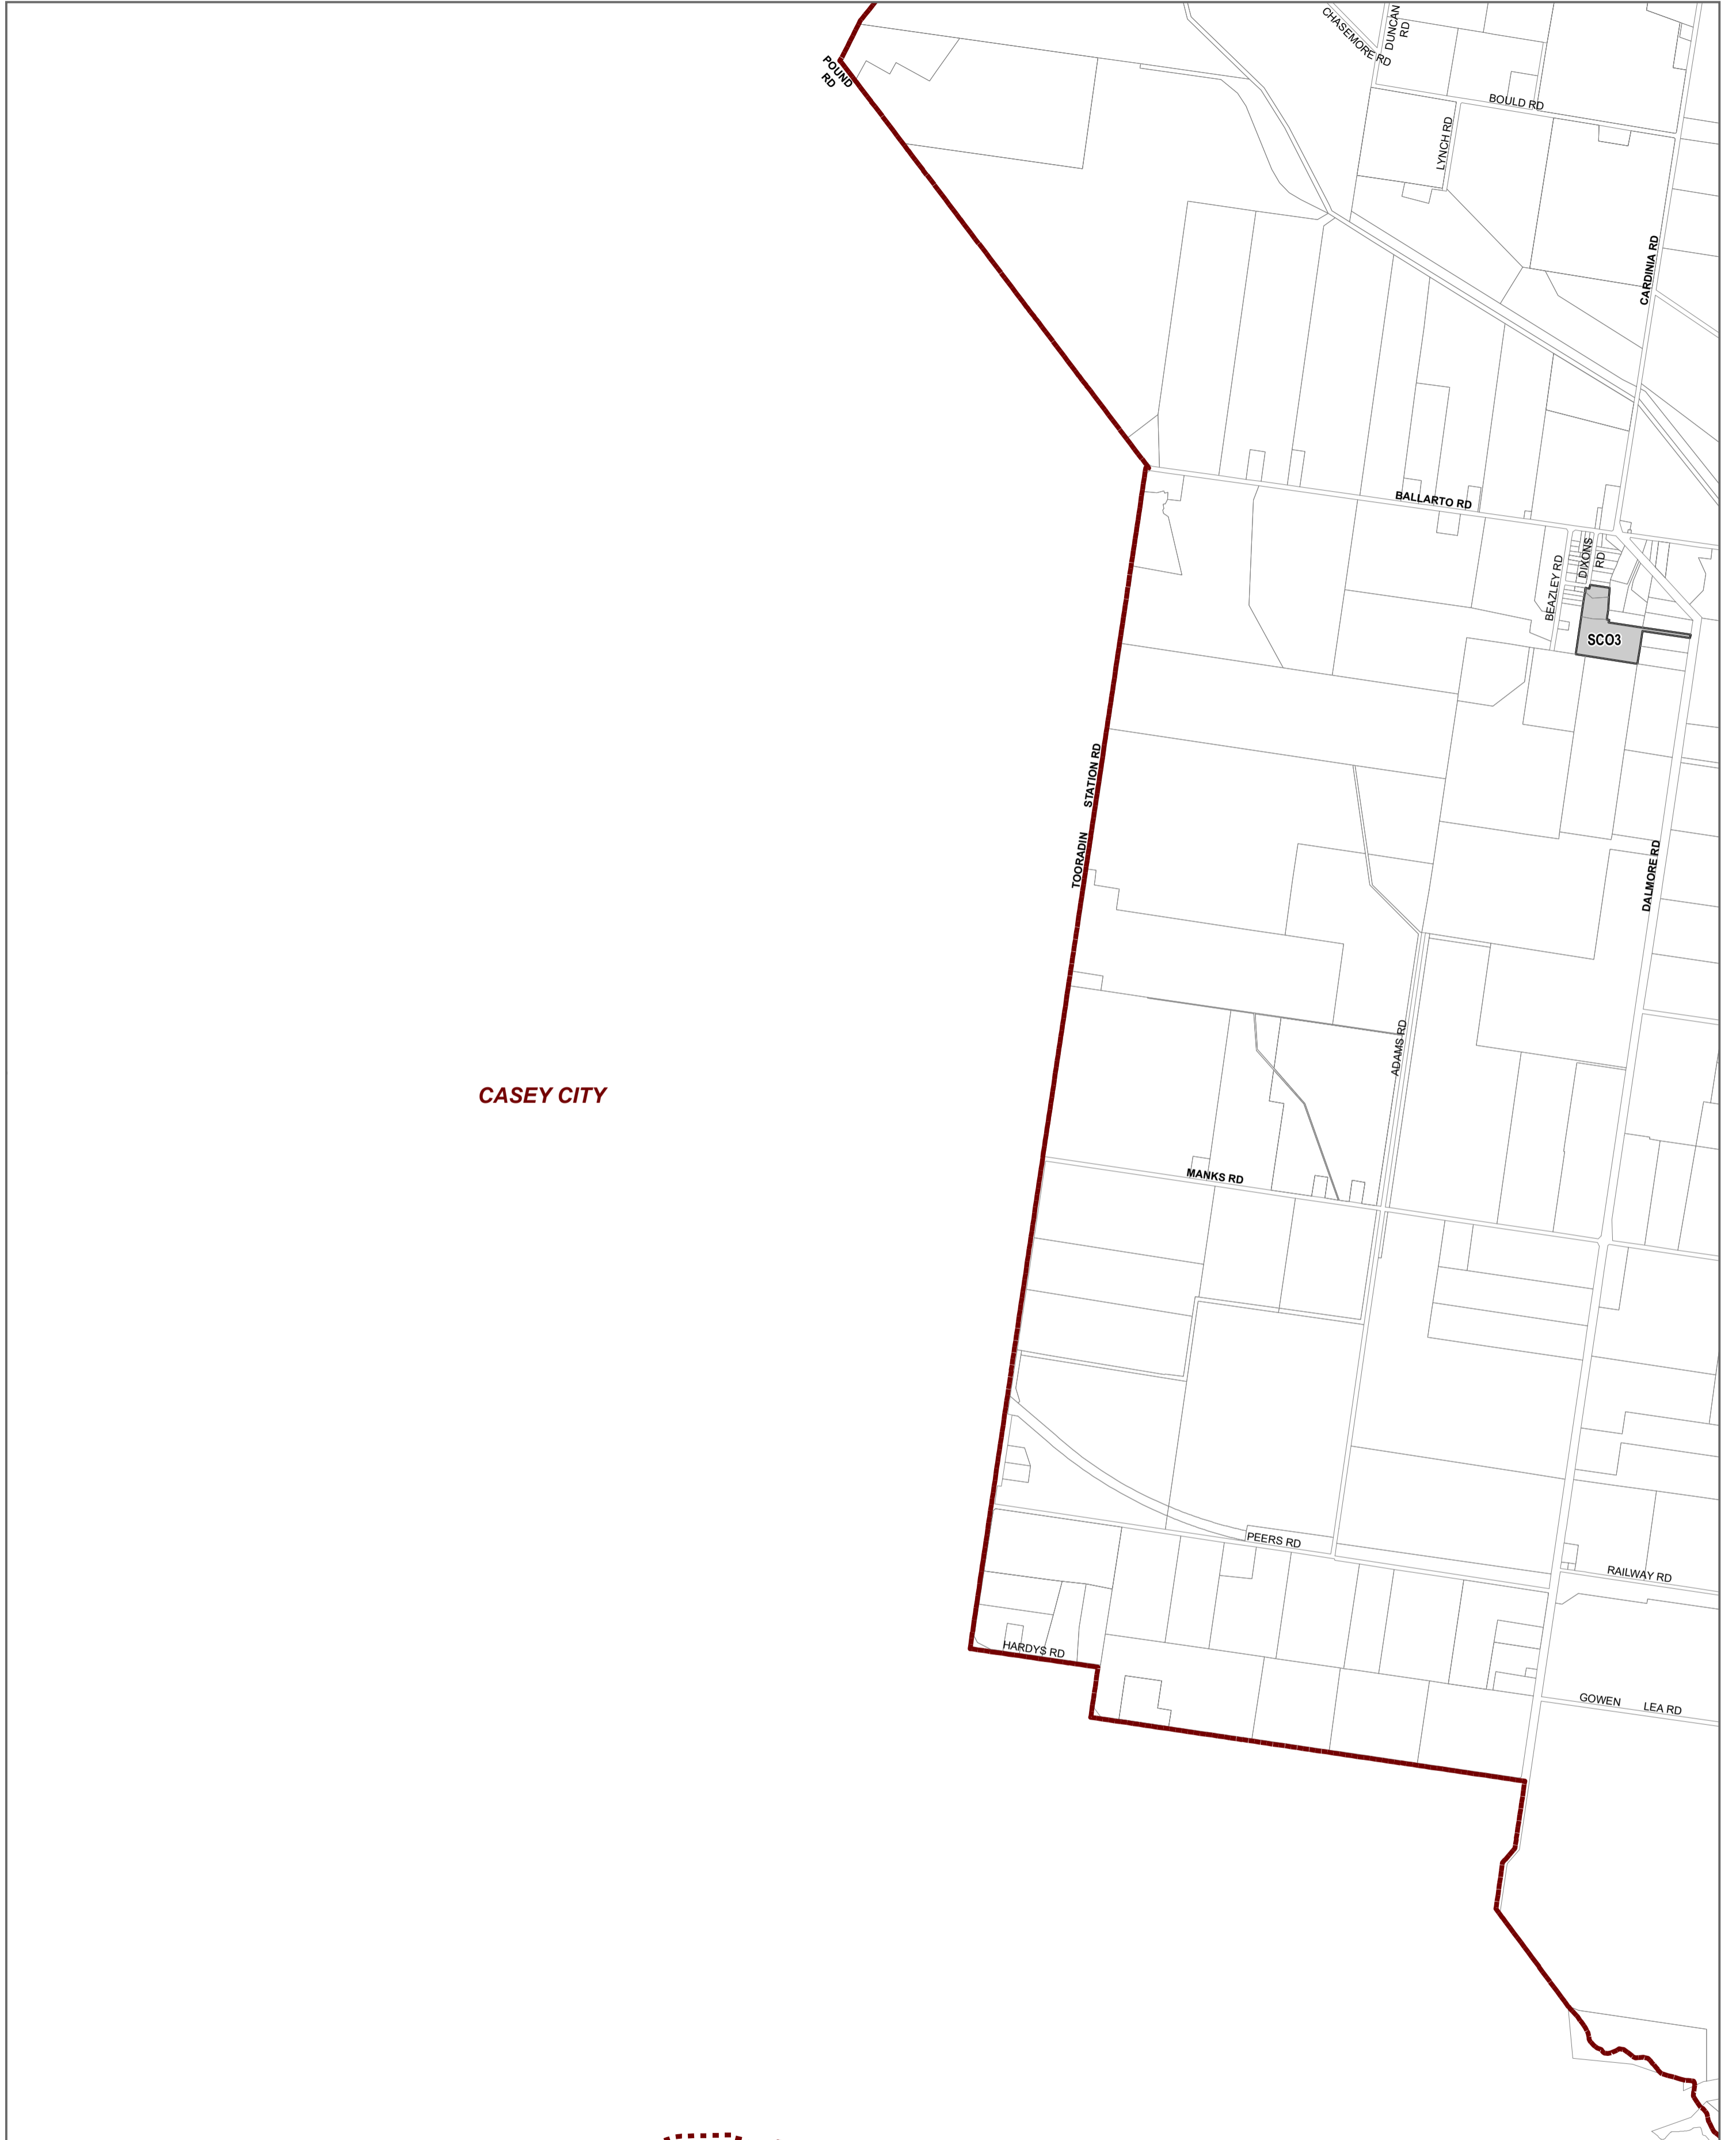 CHASEMORE RD
DUNCAN
RD
POUND
RD
BOULD RD
LYNCH RD
CARDINIA RD
BALLARTO RD
DIXONS
RD
BEAZLEY RD
SCO3
STATION RD
TOORADIN
DALMORE RD
ADAMS RD
CASEY CITY
MANKS RD
PEERS RD
RAILWAY RD
HARDYS RD
GOWEN LEA RD